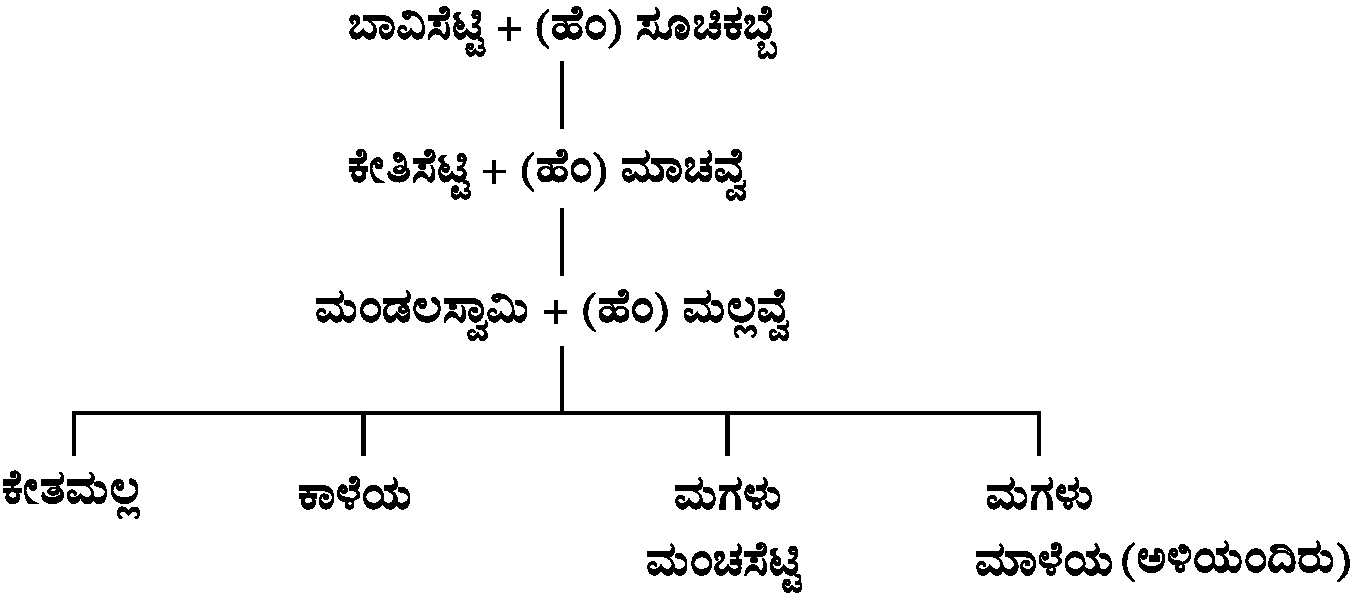 ಬಾವಿಸೆಟ್ಟಿ + (ಹೆಂ) ಸೂಚಿಕಬ್ಬೆ
ಕೇತಿಸೆಟ್ಟಿ + (ಹೆಂ) ಮಾಚವ್ವೆ
ಮಂಡಲಸ್ವಾಮಿ + (ಹೆಂ) ಮಲ್ಲವ್ವೆ
ಕೇತಮಲ್ಲ ಕಾಳೆಯ ಮಗಳು ಮಗಳು
ಮಂಚಸೆಟ್ಟಿ ಮಾಳೆಯ (ಅಳಿಯಂದಿರು)